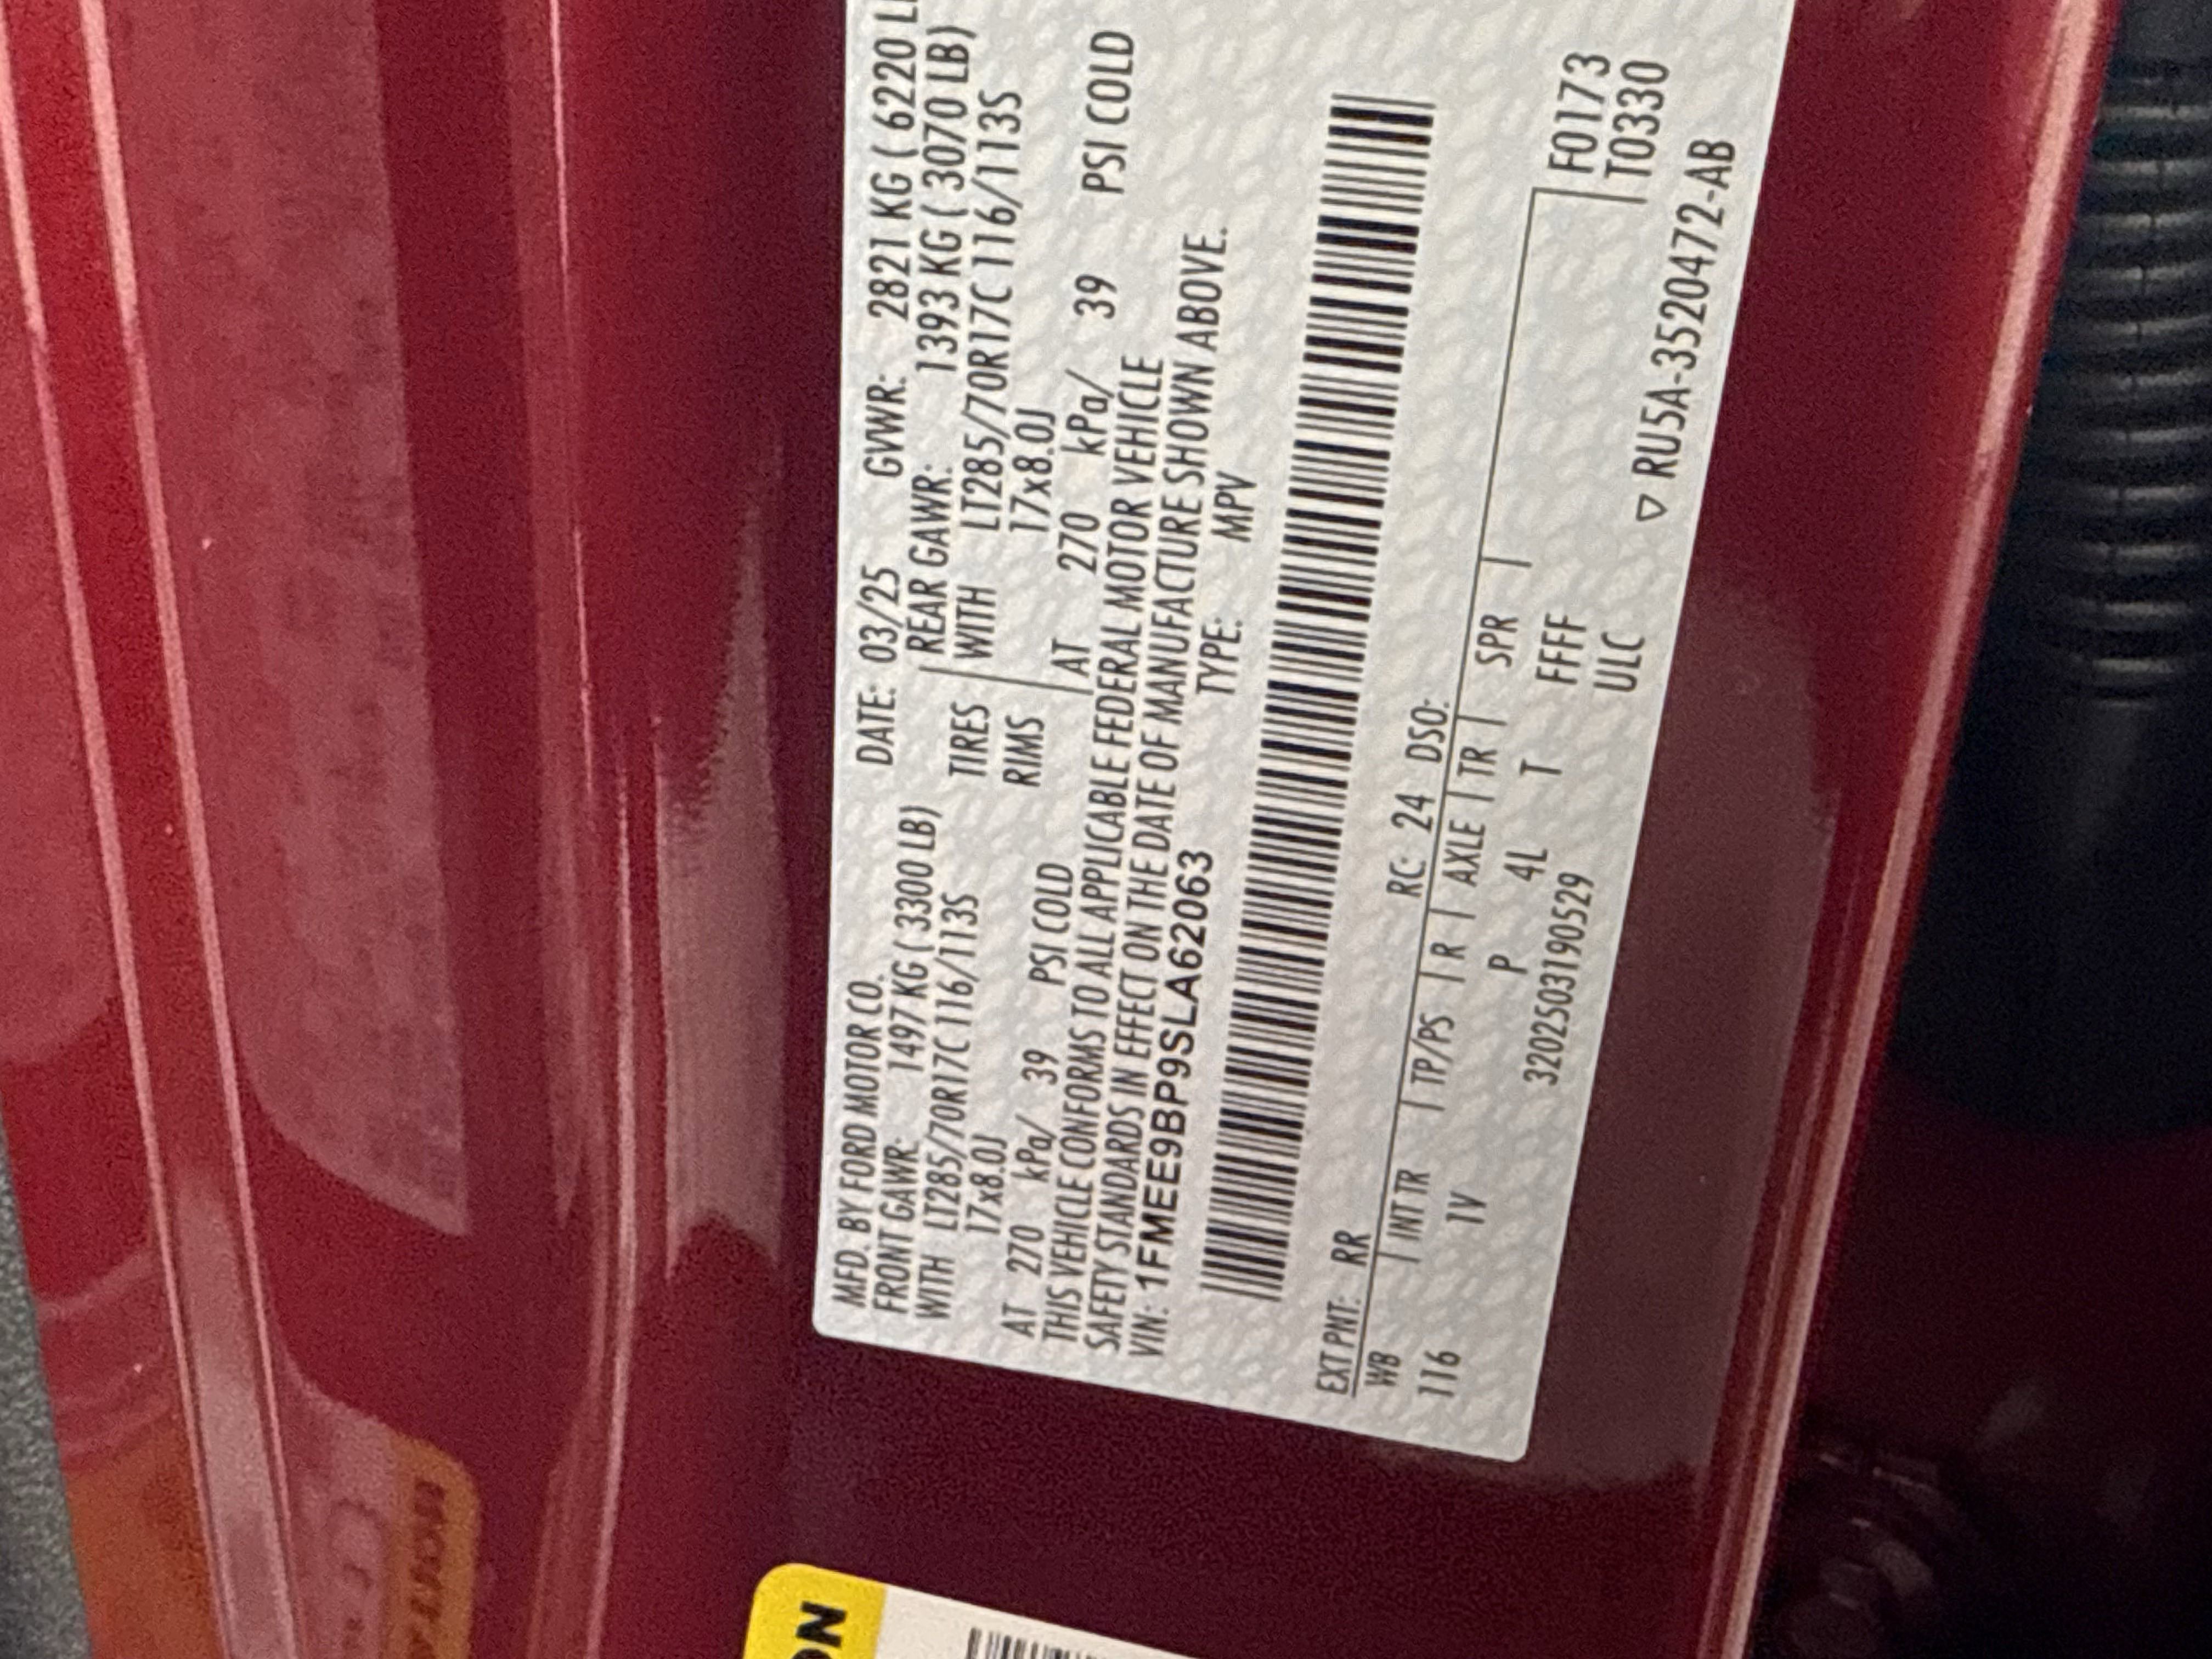 MFD. BY FORD MOTOR CO. DATE: 03/25 GVWR: 2821 KG ( 6220 L
FRONT GAWR: 1497 KG ( 3300 LB) REAR GAWR: 1393 KG ( 3070 LB)
WITH LT285/70R17C 116/113S TIRES WITH LT285/70R17C 116/113S
17x8.0J RIMS 17x8.0J
AT 270 kPa/ 39 PSI COLD AT 270 kPa/ 39 PSI COLD
THIS VEHICLE CONFORMS TO ALL APPLICABLE FEDERAL MOTOR VEHICLE
SAFETY STANDARDS IN EFFECT ON THE DATE OF MANUFACTURE SHOWN ABOVE.
VIN: 1FMEE9BP9SLA62063 TYPE: MPV
EXT PNT: RR RC: 24 DSO:
WB INT TR TP/PS R AXLE TR SPR F0173
116 1V P 4L T FFFF T0330
3202503190529 ULC ▽ RU5A-3520472-AB
ON